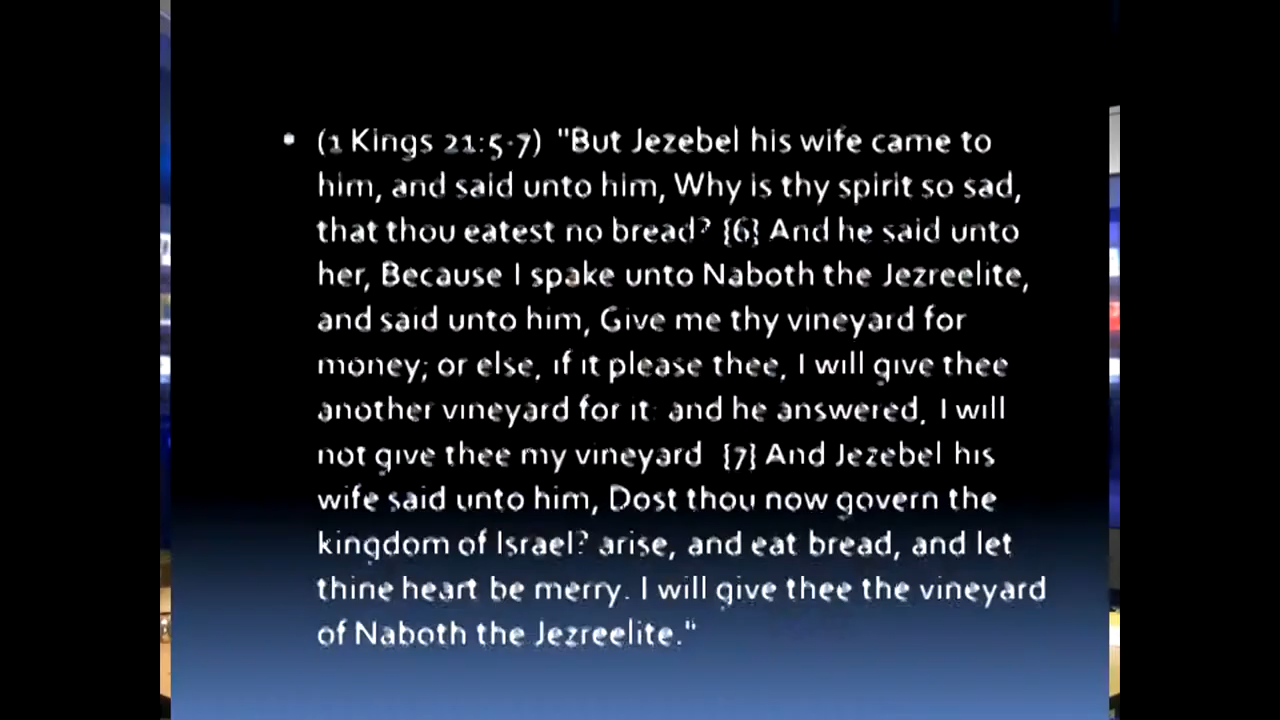 • (1 Kings 21:5-7) "But Jezebel his wife came to
him, and said unto him, Why is thy spirit so sad,
that thou eatest no bread? {6} And he said unto
her, Because I spake unto Naboth the Jezreelite,
and said unto him, Give me thy vineyard for
money; or else, if it please thee, I will give thee
another vineyard for it: and he answered, I will
not give thee my vineyard. {7} And Jezebel his
wife said unto him, Dost thou now govern the
kingdom of Israel? arise, and eat bread, and let
thine heart be merry. I will give thee the vineyard
of Naboth the Jezreelite."